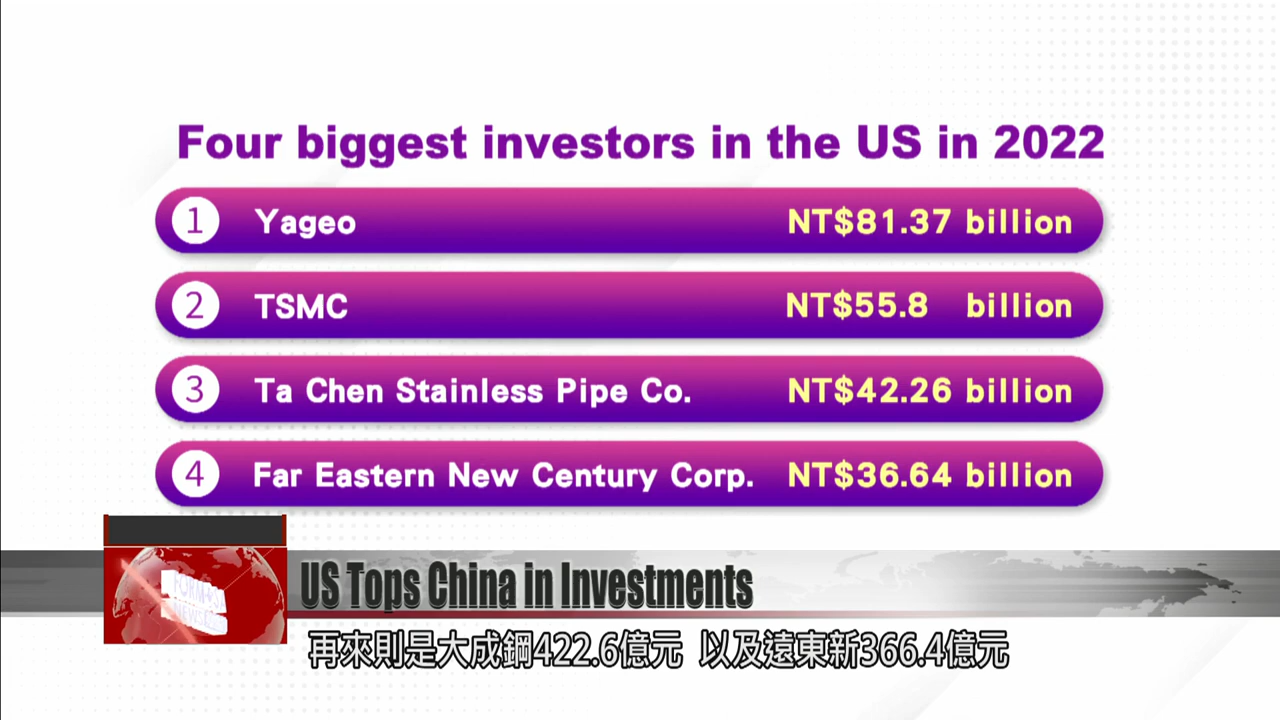 Four biggest investors in the US in 2022
1 Yageo NT$81.37 billion
2 TSMC NT$55.8 billion
3 Ta Chen Stainless Pipe Co. NT$42.26 billion
4 Far Eastern New Century Corp. NT$36.64 billion
FORMOSA
NEWS
US Tops China in Investments
再來則是大成鋼422.6億元 以及遠東新366.4億元